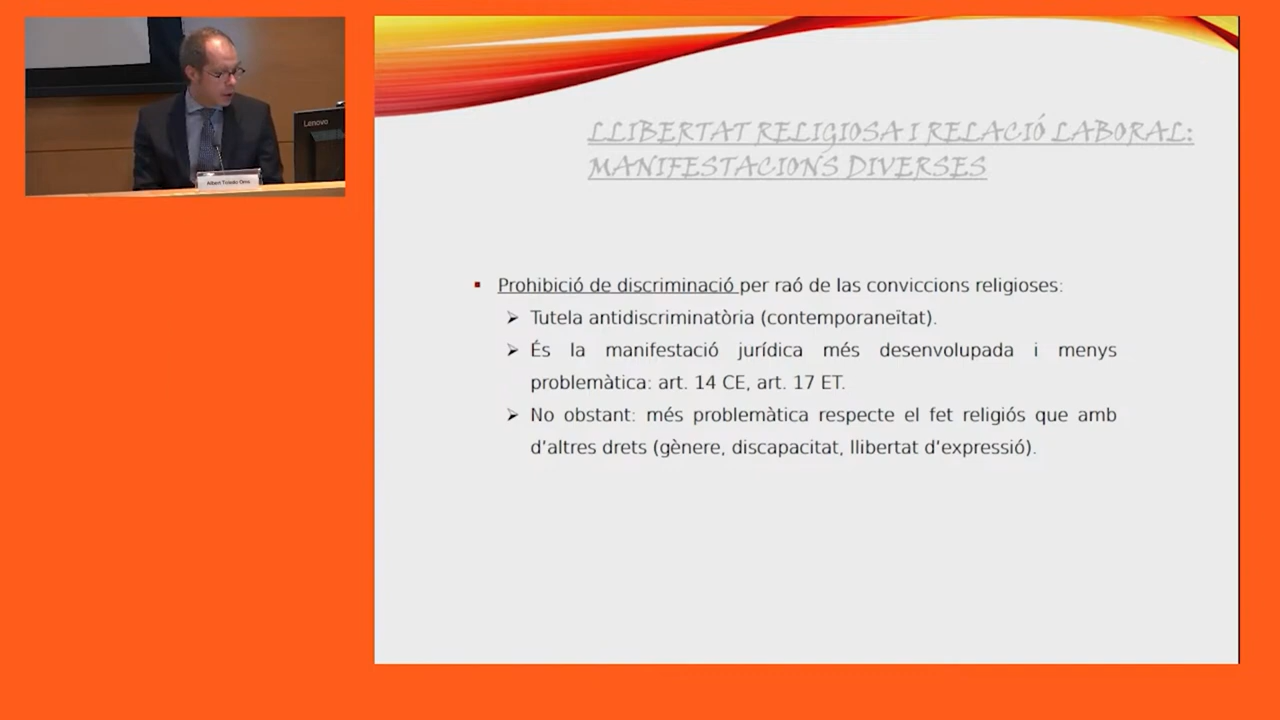 Lenovo
LLIBERTAT RELIGIOSA I RELACIÓ LABORAL:
MANIFESTACIONS DIVERSES
Prohibició de discriminació per raó de las conviccions religioses:
Tutela antidiscriminatòria (contemporaneïtat).
És la manifestació jurídica més desenvolupada i menys
problemàtica: art. 14 CE, art. 17 ET.
No obstant: més problemàtica respecte el fet religiós que amb
d’altres drets (gènere, discapacitat, llibertat d’expressió).
Albert Toledo